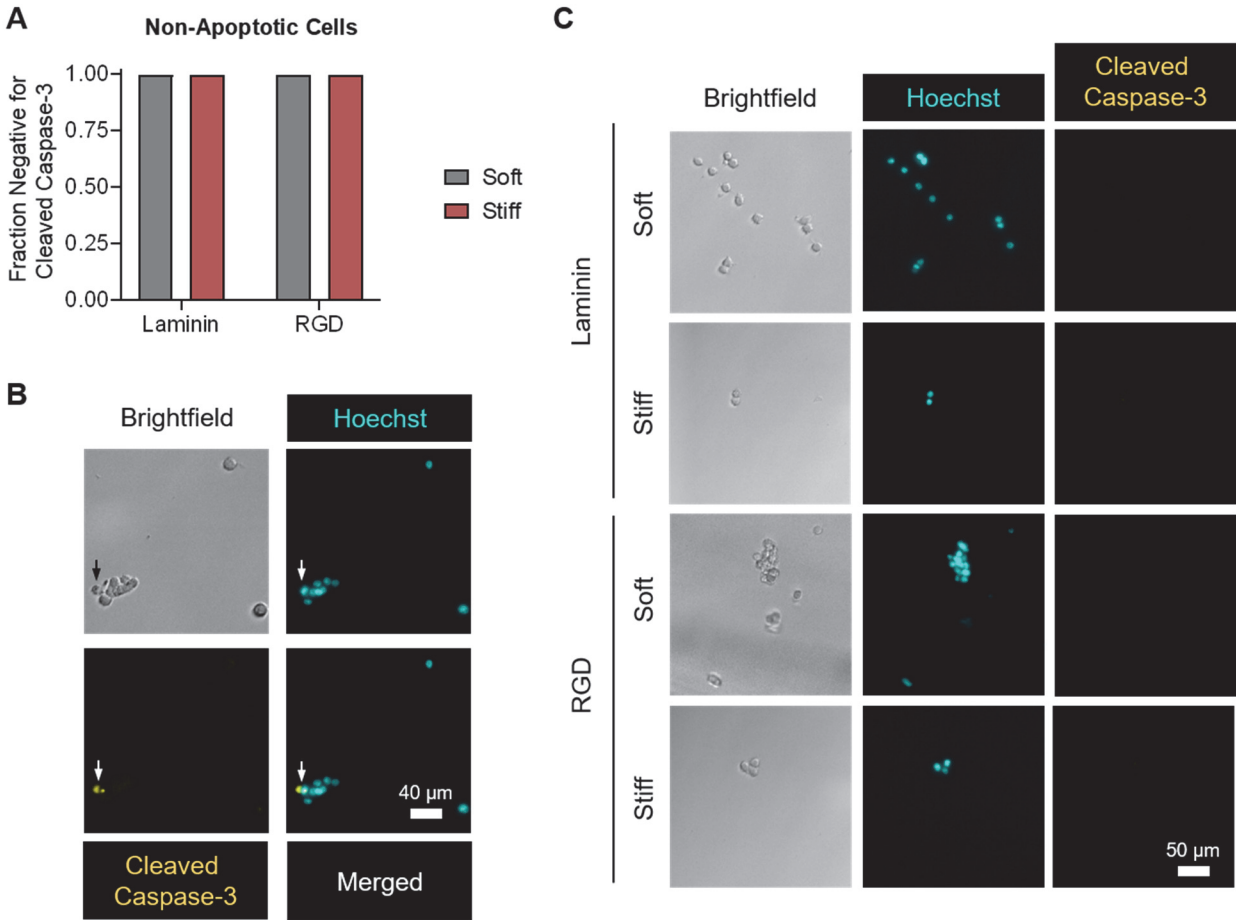 A
Non-Apoptotic Cells
Fraction Negative for
Cleaved Caspase-3
1.00
0.75
0.50
0.25
0.00
Laminin
RGD
Soft
Stiff
B
Brightfield
Hoechst
40 µm
Cleaved
Caspase-3
Merged
C
Brightfield
Hoechst
Cleaved
Caspase-3
Laminin
Soft
Stiff
RGD
Soft
Stiff
50 µm